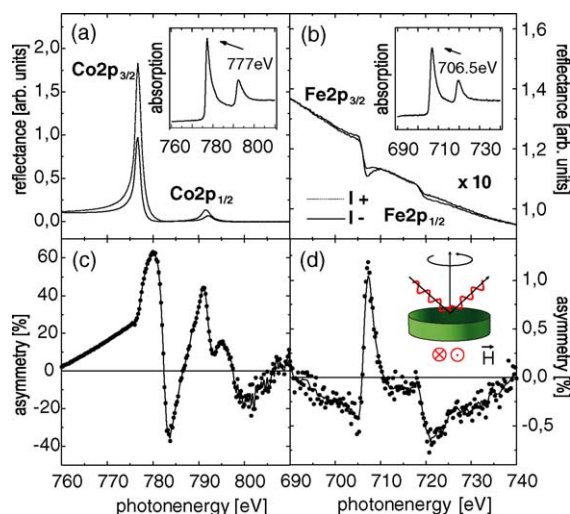 (a)
Co2p3/2
777eV
absorption
760 780 800
Co2p1/2
reflectance [arb. units]
2,0
1,5
1,0
0,5
0,0
(b)
Fe2p3/2
706.5eV
absorption
690 710 730
x 10
I +
I -
Fe2p1/2
reflectance [arb. units]
1,6
1,4
1,2
1,0
(c)
asymmetry [%]
60
40
20
0
-20
-40
760 770 780 790 800
photonenergy [eV]
(d)
H
asymmetry [%]
1,0
0,5
0,0
-0,5
690 700 710 720 730 740
photonenergy [eV]